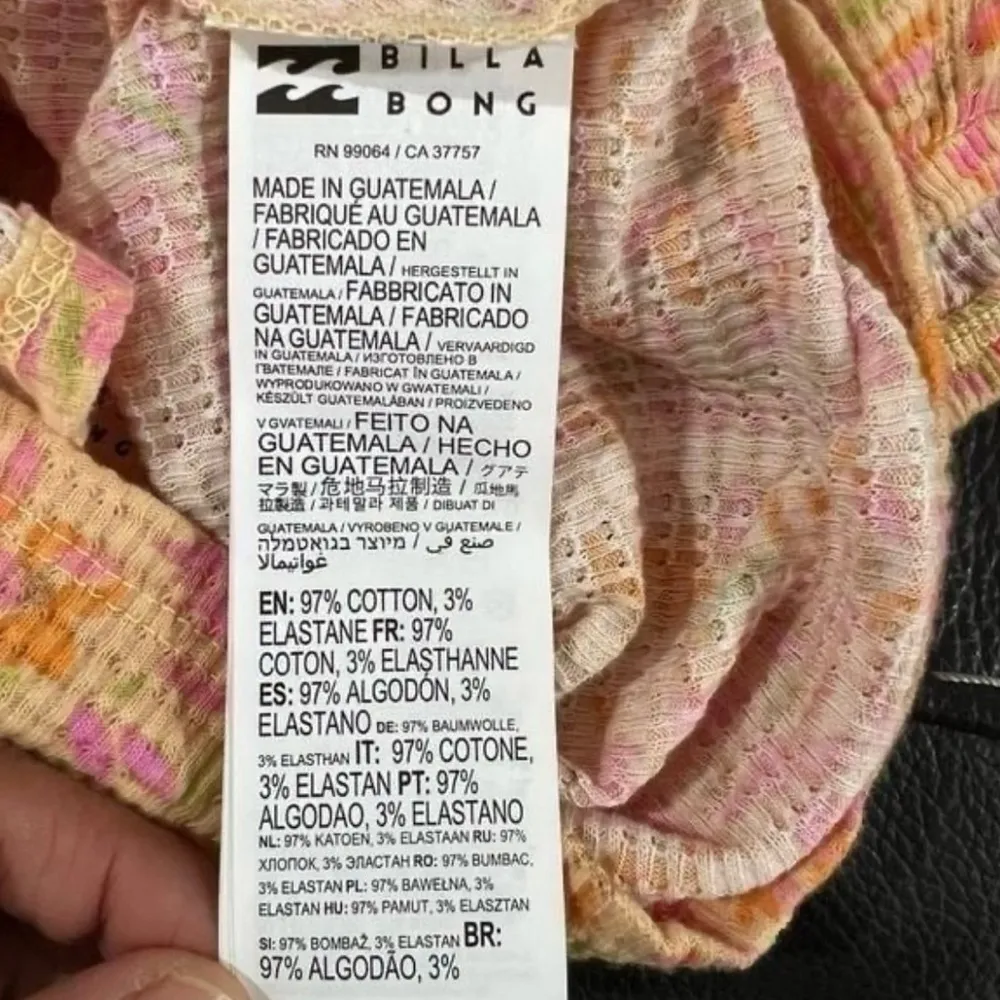 BILLA
BONG
RN 99064 / CA 37757
MADE IN GUATEMALA /
FABRIQUÉ AU GUATEMALA
/ FABRICADO EN
GUATEMALA / HERGESTELLT IN
GUATEMALA / FABBRICATO IN
GUATEMALA / FABRICADO
NA GUATEMALA / VERVAARDIGD
IN GUATEMALA / ИЗГОТОВЛЕНО В
ГВАТЕМАЛЕ / FABRICAT ÎN GUATEMALA /
WYPRODUKOWANO W GWATEMALI /
KÉSZÜLT GUATEMALÁBAN / PROIZVEDENO
V GVATEMALI / FEITO NA
GUATEMALA / HECHO
EN GUATEMALA / グアテ
マラ製 / 危地马拉制造 / 瓜地馬
拉製造 / 과테말라 제품 / DIBUAT DI
GUATEMALA / VYROBENO V GUATEMALE /
صنع في / מיוצר בגואטמלה
غواتيمالا
EN: 97% COTTON, 3%
ELASTANE FR: 97%
COTON, 3% ELASTHANNE
ES: 97% ALGODÓN, 3%
ELASTANO DE: 97% BAUMWOLLE,
3% ELASTHAN IT: 97% COTONE,
3% ELASTAN PT: 97%
ALGODAO, 3% ELASTANO
NL: 97% KATOEN, 3% ELASTAAN RU: 97%
ХЛОПОК, 3% ЭЛАСТАН RO: 97% BUMBAC,
3% ELASTAN PL: 97% BAWEŁNA, 3%
ELASTAN HU: 97% PAMUT, 3% ELASZTAN
SI: 97% BOMBAŽ, 3% ELASTAN BR:
97% ALGODÃO, 3%